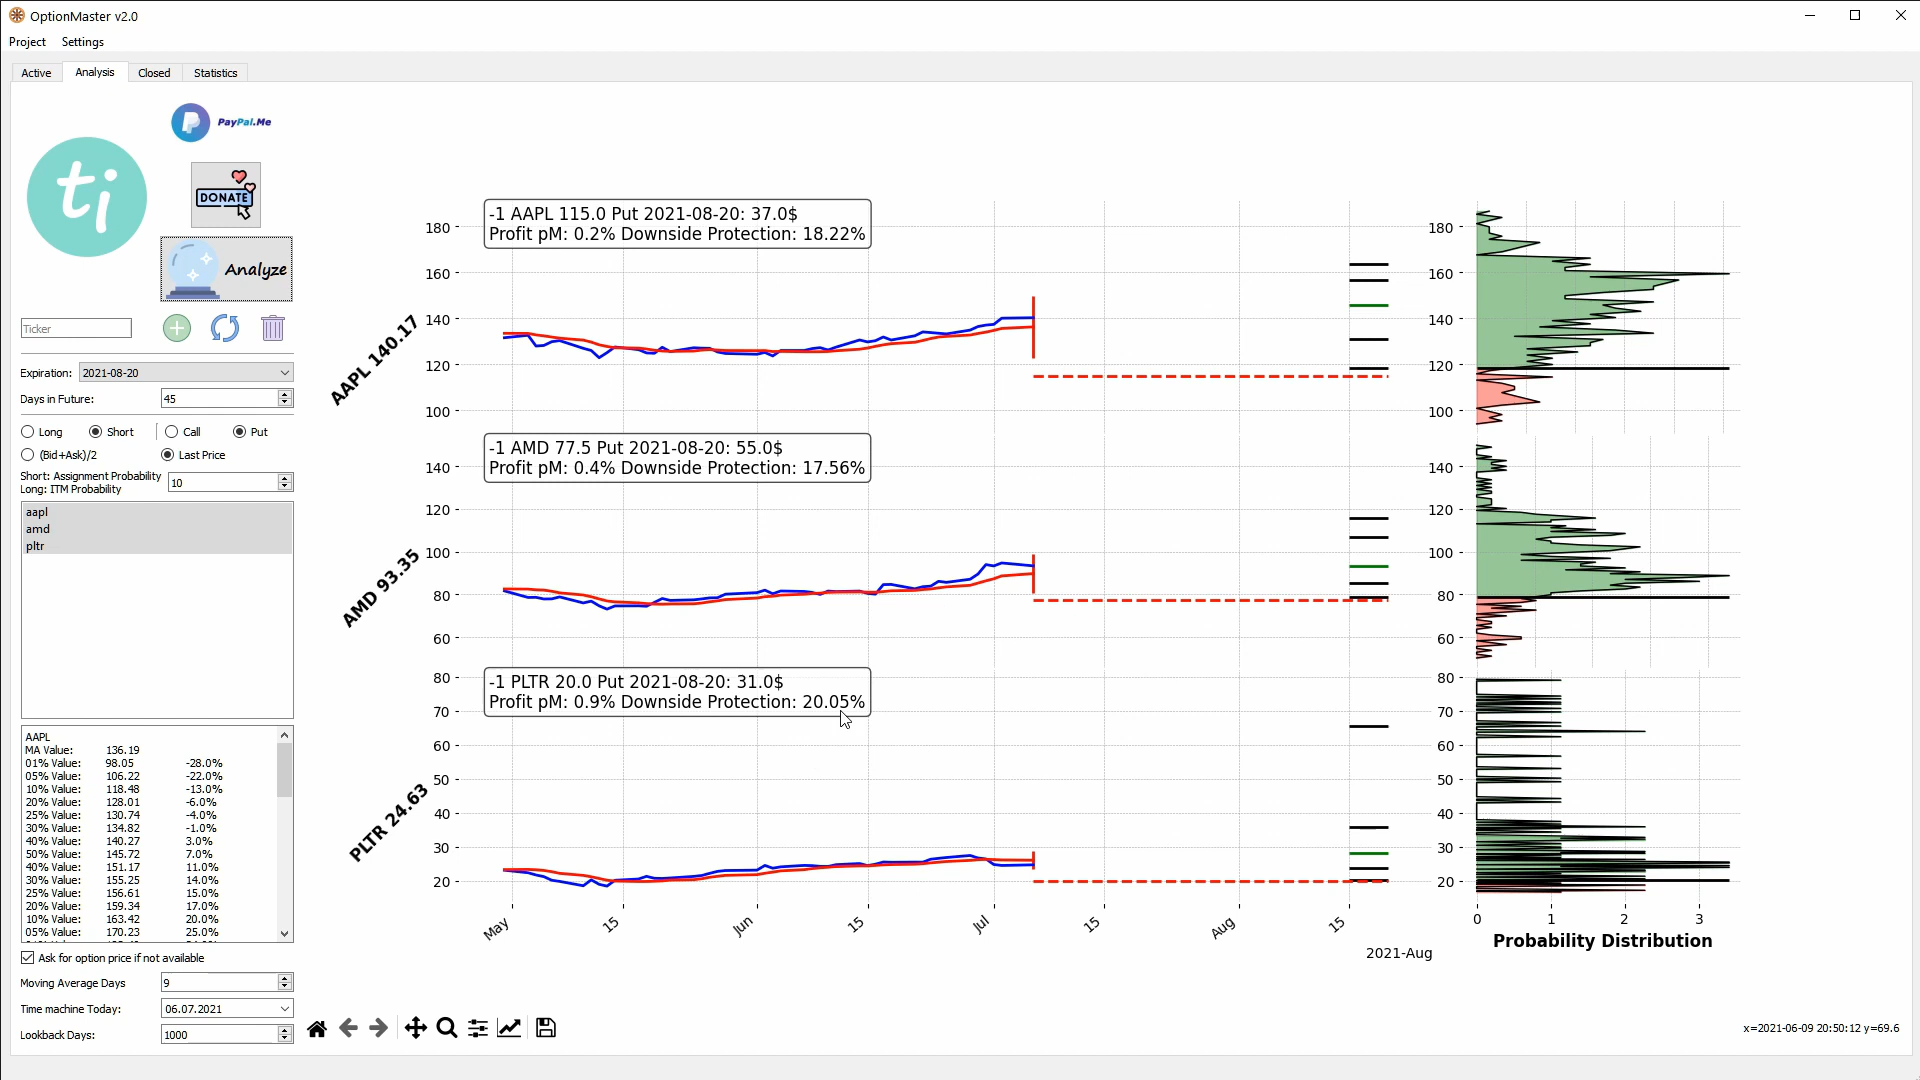 OptionMaster v2.0
Project Settings
Active Analysis Closed Statistics
ti
PayPal.Me
DONATE
Analyze
Ticker
Expiration: 2021-08-20
Days in Future: 45
Long Short Call Put
(Bid+Ask)/2 Last Price
Short: Assignment Probability
Long: ITM Probability
10
aapl
amd
pltr
AAPL
MA Value: 136.19
01% Value: 98.05 -28.0%
05% Value: 106.22 -22.0%
10% Value: 118.48 -13.0%
20% Value: 128.01 -6.0%
25% Value: 130.74 -4.0%
30% Value: 134.82 -1.0%
40% Value: 140.27 3.0%
50% Value: 145.72 7.0%
40% Value: 151.17 11.0%
30% Value: 155.25 14.0%
25% Value: 156.61 15.0%
20% Value: 159.34 17.0%
10% Value: 163.42 20.0%
05% Value: 170.23 25.0%
Ask for option price if not available
Moving Average Days 9
Time machine Today: 06.07.2021
Lookback Days: 1000
-1 AAPL 115.0 Put 2021-08-20: 37.0$
Profit pM: 0.2% Downside Protection: 18.22%
AAPL 140.17
180
160
140
120
100
180
160
140
120
100
-1 AMD 77.5 Put 2021-08-20: 55.0$
Profit pM: 0.4% Downside Protection: 17.56%
AMD 93.35
140
120
100
80
60
140
120
100
80
60
-1 PLTR 20.0 Put 2021-08-20: 31.0$
Profit pM: 0.9% Downside Protection: 20.05%
PLTR 24.63
80
70
60
50
40
30
20
80
70
60
50
40
30
20
May 15 Jun 15 Jul 15 Aug 15
2021-Aug
0 1 2 3
Probability Distribution
x=2021-06-09 20:50:12 y=69.6